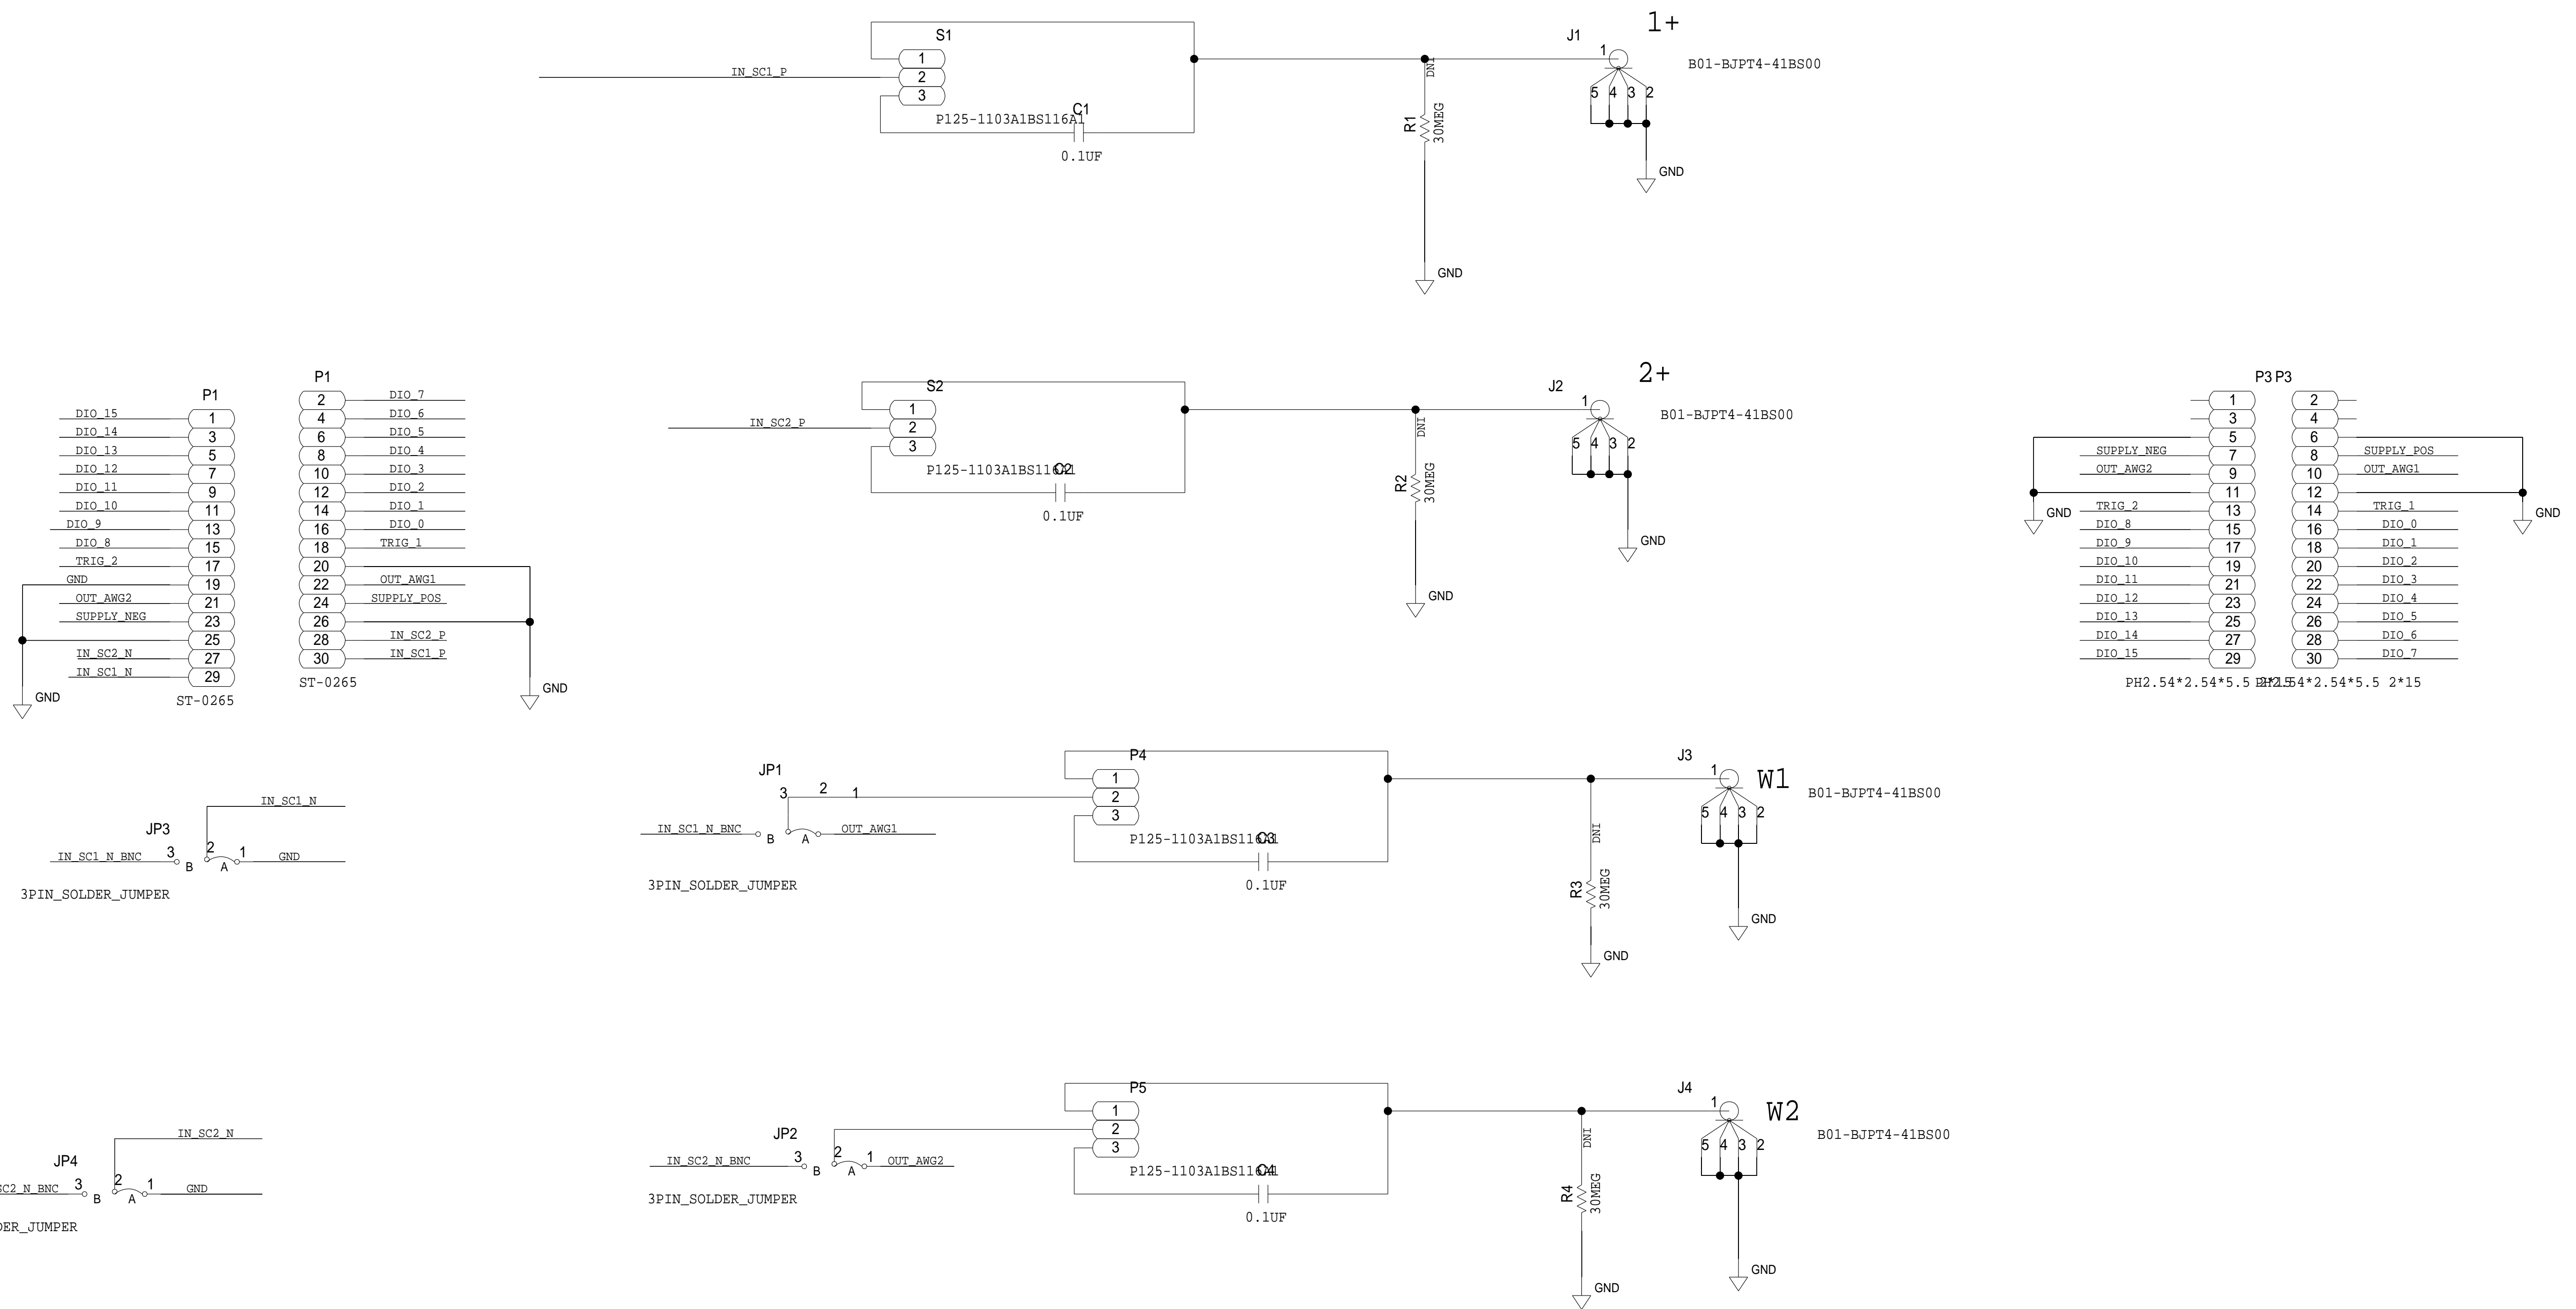 1+
S1
J1
1
B01-BJPT4-41BS00
1
IN_SC1_P
2
3
DNI
5 4 3 2
C1
P125-1103A1BS116A1
R1
30MEG
0.1UF
GND
GND
2+
S2
J2
1
B01-BJPT4-41BS00
1
IN_SC2_P
2
3
DNI
5 4 3 2
P125-1103A1BS116A1
C2
R2
30MEG
0.1UF
GND
GND
P1
DIO_15 1
DIO_14 3
DIO_13 5
DIO_12 7
DIO_11 9
DIO_10 11
DIO_9 13
DIO_8 15
TRIG_2 17
GND 19
OUT_AWG2 21
SUPPLY_NEG 23
25
IN_SC2_N 27
IN_SC1_N 29
GND
ST-0265
P1
2 DIO_7
4 DIO_6
6 DIO_5
8 DIO_4
10 DIO_3
12 DIO_2
14 DIO_1
16 DIO_0
18 TRIG_1
20
22 OUT_AWG1
24 SUPPLY_POS
26
28 IN_SC2_P
30 IN_SC1_P
ST-0265
GND
P3 P3
1 2
3 4
5 6
SUPPLY_NEG 7 8 SUPPLY_POS
OUT_AWG2 9 10 OUT_AWG1
11 12
GND
TRIG_2 13 14 TRIG_1
GND
DIO_8 15 16 DIO_0
DIO_9 17 18 DIO_1
DIO_10 19 20 DIO_2
DIO_11 21 22 DIO_3
DIO_12 23 24 DIO_4
DIO_13 25 26 DIO_5
DIO_14 27 28 DIO_6
DIO_15 29 30 DIO_7
PH2.54*2.54*5.5 2*15
PH2.54*2.54*5.5 2*15
IN_SC1_N
JP3
IN_SC1_N_BNC 3 B 2 A 1 GND
3PIN_SOLDER_JUMPER
JP1
3 2 1
IN_SC1_N_BNC B A OUT_AWG1
3PIN_SOLDER_JUMPER
P4
1
2
3
P125-1103A1BS116A1
C3
0.1UF
DNI
R3
30MEG
GND
J3
1
W1
B01-BJPT4-41BS00
5 4 3 2
GND
IN_SC2_N
JP4
SC2_N_BNC 3 B 2 A 1 GND
DER_JUMPER
JP2
IN_SC2_N_BNC 3 B 2 A 1 OUT_AWG2
3PIN_SOLDER_JUMPER
P5
1
2
3
P125-1103A1BS116A1
C4
0.1UF
DNI
R4
30MEG
GND
J4
1
W2
B01-BJPT4-41BS00
5 4 3 2
GND